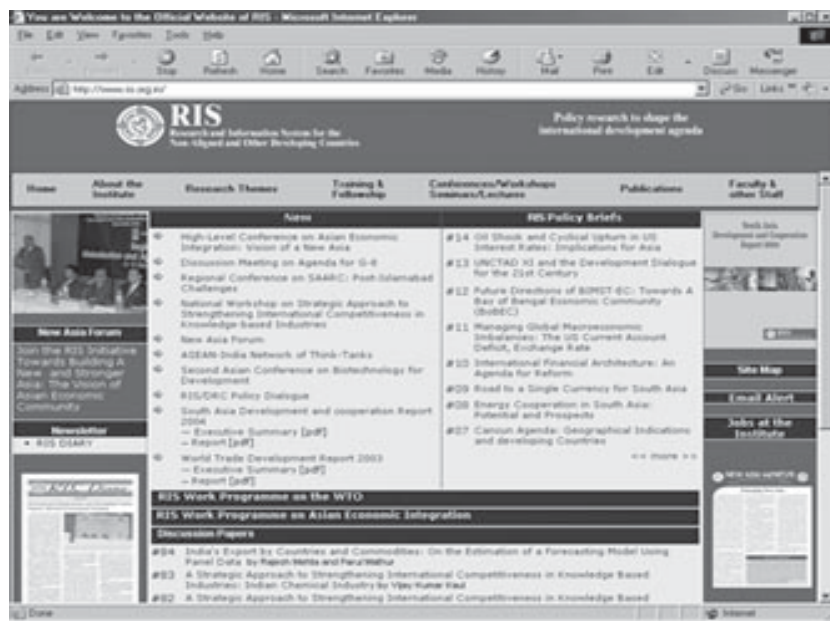 You are Welcome to the Official Website of RIS - Microsoft Internet Explorer
File Edit View Favorites Tools Help
Stop Refresh Home Search Favorites Media History Mail Print Edit Discuss Messenger
Address Go Links
RIS
Research and Information System for the
Non-Aligned and Other Developing Countries
Policy research to shape the
international development agenda
Home
About the
Institute
Research Themes
Training &
Fellowship
Conferences/Workshops
Seminars/Lectures
Publications
Faculty &
other Staff
New Asia Forum
Join the RIS Initiative
Towards Building A
New and Stronger
Asia: The Vision of
Asian Economic
Community
Newsletter
RIS DIARY
New
High-Level Conference on Asian Economic
Integration: Vision of a New Asia
Discussion Meeting on Agenda for G-8
Regional Conference on SAARC: Post-Islamabad
Challenges
National Workshop on Strategic Approach to
Strengthening International Competitiveness in
Knowledge-based Industries
New Asia Forum
ASEAN-India Network of Think-Tanks
Second Asian Conference on Biotechnology for
Development
RIS/DRC Policy Dialogue
South Asia Development and cooperation Report
2004
— Executive Summary [pdf]
— Report [pdf]
World Trade Development Report 2003
— Executive Summary [pdf]
— Report [pdf]
RIS Policy Briefs
#14 Oil Shock and Cyclical Upturn in US
Interest Rates: Implications for Asia
#13 UNCTAD XI and the Development Dialogue
for the 21st Century
#12 Future Directions of BIMST-EC: Towards A
Bay of Bengal Economic Community
(BoBEC)
#11 Managing Global Macroeconomic
Imbalances: The US Current Account
Deficit, Exchange Rate
#10 International Financial Architecture: An
Agenda for Reform
#09 Road to a Single Currency for South Asia
#08 Energy Cooperation in South Asia:
Potential and Prospects
#07 Cancun Agenda: Geographical Indications
and developing Countries
<< more >>
South Asia
Development and Cooperation
Report 2004
Site Map
Email Alert
Jobs at the
Institute
RIS Work Programme on the WTO
RIS Work Programme on Asian Economic Integration
Discussion Papers
#84 India's Export by Countries and Commodities: On the Estimation of a Forecasting Model Using
Panel Data by Rajesh Mehta and Parul Mathur
#83 A Strategic Approach to Strengthening International Competitiveness in Knowledge Based
Industries: Indian Chemical Industry by Vijay Kumar Kaul
#82 A Strategic Approach to Strengthening International Competitiveness in Knowledge Based
Done
Internet